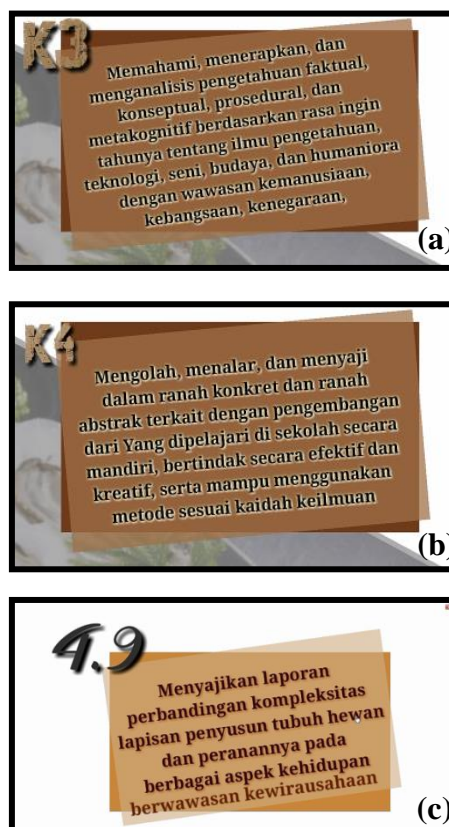 K3
Memahami, menerapkan, dan
menganalisis pengetahuan faktual,
konseptual, prosedural, dan
metakognitif berdasarkan rasa ingin
tahunya tentang ilmu pengetahuan,
teknologi, seni, budaya, dan humaniora
dengan wawasan kemanusiaan,
kebangsaan, kenegaraan,
(a)
K4
Mengolah, menalar, dan menyaji
dalam ranah konkret dan ranah
abstrak terkait dengan pengembangan
dari Yang dipelajari di sekolah secara
mandiri, bertindak secara efektif dan
kreatif, serta mampu menggunakan
metode sesuai kaidah keilmuan
(b)
4.9
Menyajikan laporan
perbandingan kompleksitas
lapisan penyusun tubuh hewan
dan peranannya pada
berbagai aspek kehidupan
berwawasan kewirausahaan
(c)